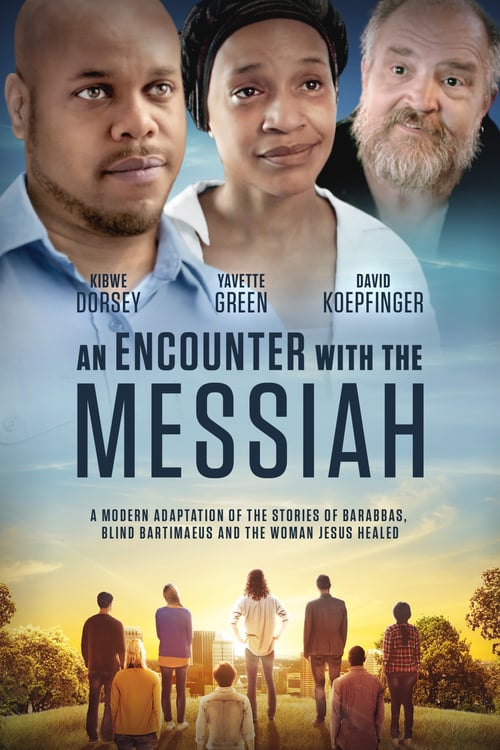 KIBWE DORSEY
YAVETTE GREEN
DAVID KOEPFINGER
AN ENCOUNTER WITH THE
MESSIAH
A MODERN ADAPTATION OF THE STORIES OF BARABBAS,
BLIND BARTIMAEUS AND THE WOMAN JESUS HEALED